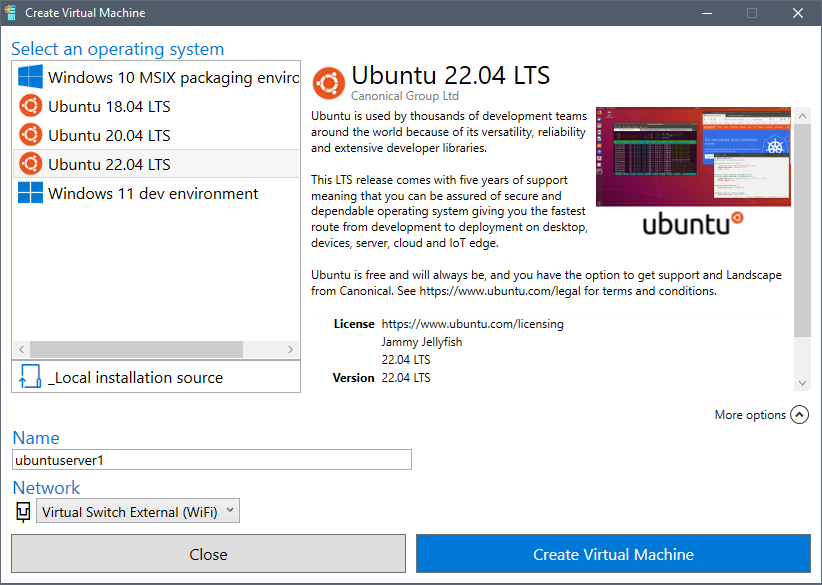 Create Virtual Machine
Select an operating system
Windows 10 MSIX packaging enviro
Ubuntu 18.04 LTS
Ubuntu 20.04 LTS
Ubuntu 22.04 LTS
Windows 11 dev environment
_Local installation source
Ubuntu 22.04 LTS
Canonical Group Ltd
Ubuntu is used by thousands of development teams
around the world because of its versatility, reliability
and extensive developer libraries.
This LTS release comes with five years of support
meaning that you can be assured of secure and
dependable operating system giving you the fastest
route from development to deployment on desktop,
devices, server, cloud and IoT edge.
ubuntu
Ubuntu is free and will always be, and you have the option to get support and Landscape
from Canonical. See https://www.ubuntu.com/legal for terms and conditions.
License https://www.ubuntu.com/licensing
Jammy Jellyfish
22.04 LTS
Version 22.04 LTS
More options
Name
ubuntuserver1
Network
Virtual Switch External (WiFi)
Close
Create Virtual Machine